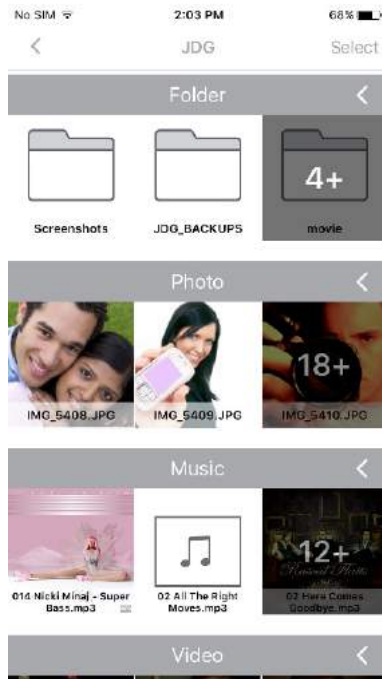 No SIM 2:03 PM 68%
JDG Select
Folder
4+
Screenshots JDG_BACKUPS movie
Photo
18+
IMG_5408.JPG IMG_5409.JPG IMG_5410.JPG
Music
12+
Rascal Flatts
014 Nicki Minaj - Super 02 All The Right 02 Here Comes
Bass.mp3 Moves.mp3 Goodbye.mp3
Video